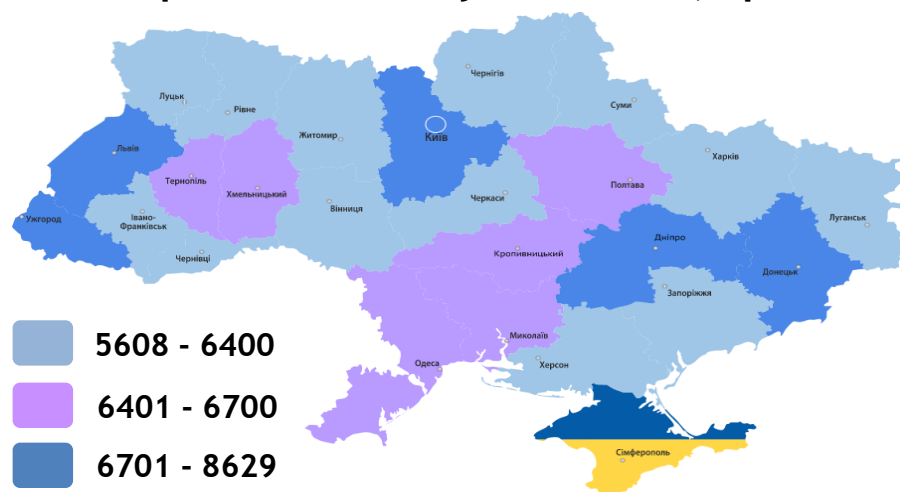 Чернігів
Луцьк
Рівне
Суми
Житомир
Київ
Львів
Харків
Тернопіль
Хмельницький
Полтава
Черкаси
Вінниця
Ужгород
Івано-
Франківськ
Луганськ
Дніпро
Кропивницький
Чернівці
Донецьк
Запоріжжя
Миколаїв
Одеса
Херсон
Сімферополь
5608 - 6400
6401 - 6700
6701 - 8629